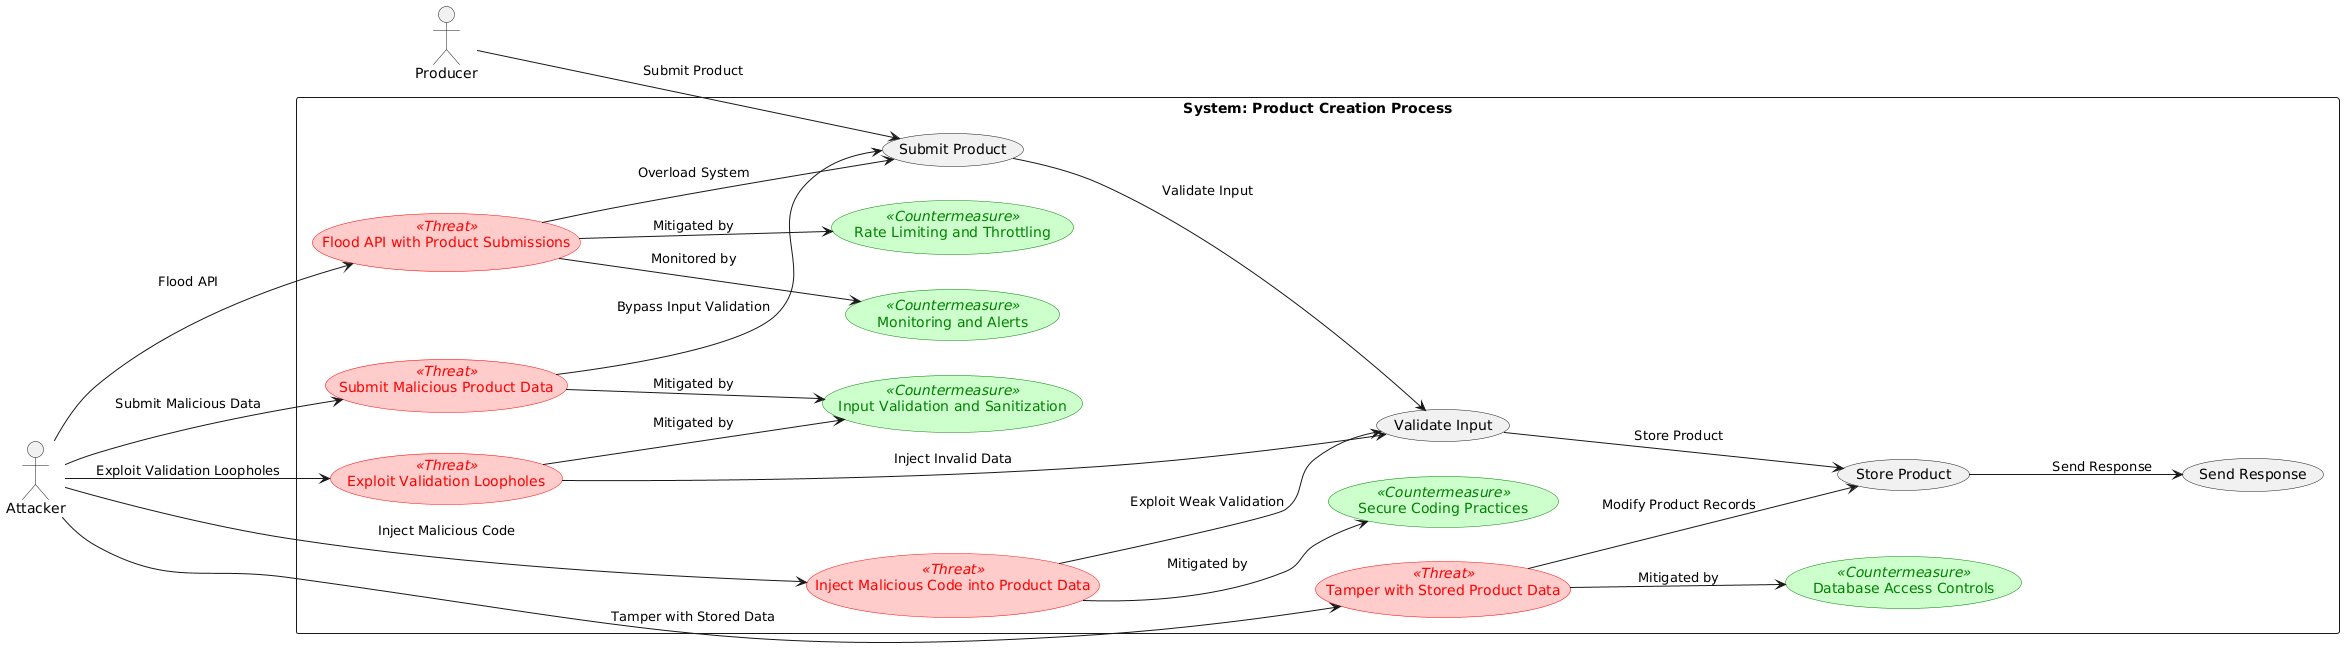 Producer
Submit Product
System: Product Creation Process
Submit Product
Overload System
Validate Input
«Threat»
Flood API with Product Submissions
Mitigated by
«Countermeasure»
Rate Limiting and Throttling
Monitored by
Flood API
«Countermeasure»
Monitoring and Alerts
Bypass Input Validation
«Threat»
Submit Malicious Product Data
Mitigated by
«Countermeasure»
Input Validation and Sanitization
Submit Malicious Data
Mitigated by
Validate Input
Store Product
Attacker
Exploit Validation Loopholes
«Threat»
Exploit Validation Loopholes
Inject Invalid Data
Store Product
Send Response
Send Response
Exploit Weak Validation
«Countermeasure»
Secure Coding Practices
Modify Product Records
Inject Malicious Code
«Threat»
Inject Malicious Code into Product Data
Mitigated by
«Threat»
Tamper with Stored Product Data
Mitigated by
«Countermeasure»
Database Access Controls
Tamper with Stored Data